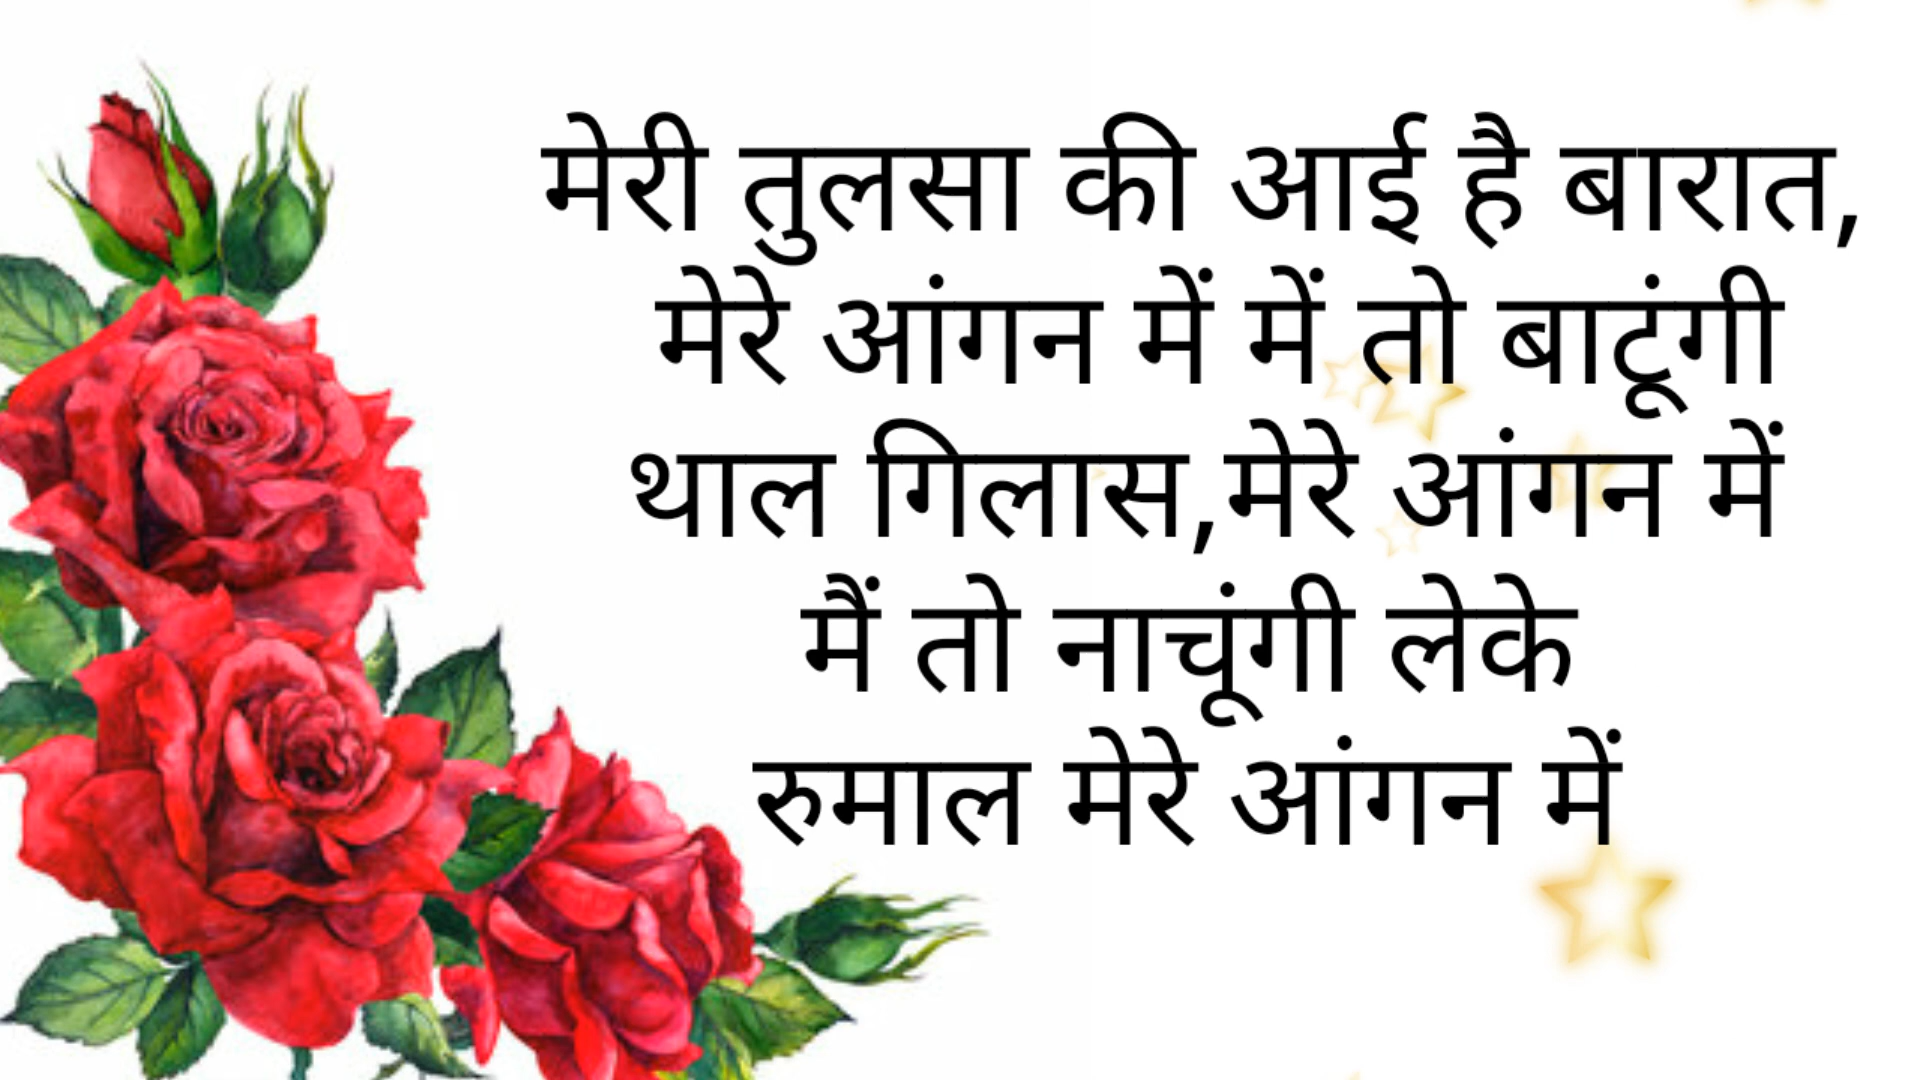 मेरी तुलसा की आई है बारात,
मेरे आंगन में में तो बाटूंगी
थाल गिलास,मेरे आंगन में
मैं तो नाचूंगी लेके
रुमाल मेरे आंगन में